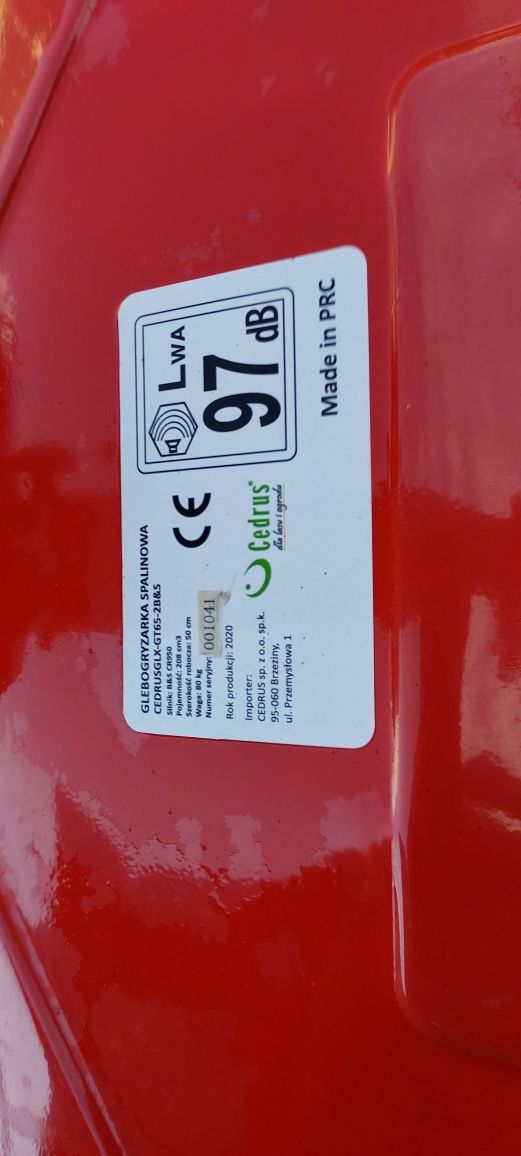 GLEBOGRYZARKA SPALINOWA
CEDRUSGLX-GT65-2B&S
Silnik: B&S CR950
Pojemność: 208 cm3
Szerokość robocza: 50 cm
Waga: 80 kg
Numer seryjny: 001041
Rok produkcji: 2020
Importer:
CEDRUS sp. z o.o. sp.k.
95-060 Brzeziny,
ul. Przemysłowa 1
CE
Cedrus®
dla lasu i ogrodu
LWA
97
dB
Made in PRC